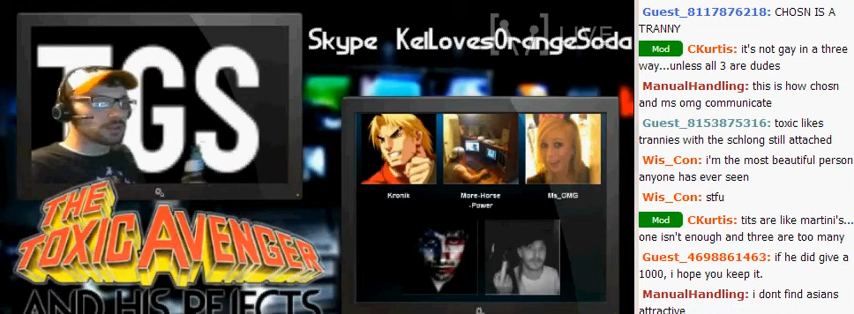 TGS
Skype KelLovesOrangeSoda
LIVE
Kronik
More-Horse
-Power
Ms_OMG
THE
TOXIC AVENGER
AND HIS REJECTS
Guest_8117876218: CHOSN IS A
TRANNY
Mod CKurtis: it's not gay in a three
way...unless all 3 are dudes
ManualHandling: this is how chosn
and ms omg communicate
Guest_8153875316: toxic likes
trannies with the schlong still attached
Wis_Con: i'm the most beautiful person
anyone has ever seen
Wis_Con: stfu
Mod CKurtis: tits are like martini's...
one isn't enough and three are too many
Guest_4698861463: if he did give a
1000, i hope you keep it.
ManualHandling: i dont find asians
attractive